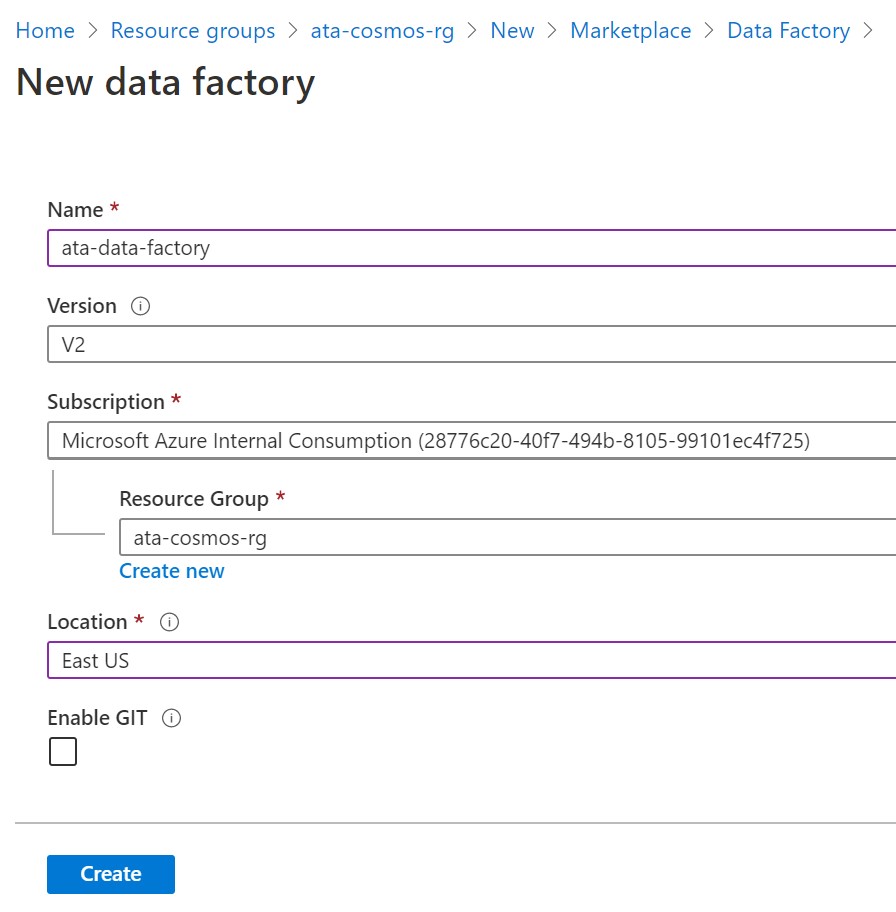 Home > Resource groups > ata-cosmos-rg > New > Marketplace > Data Factory >
New data factory
Name *
ata-data-factory
Version
V2
Subscription *
Microsoft Azure Internal Consumption (28776c20-40f7-494b-8105-99101ec4f725)
Resource Group *
ata-cosmos-rg
Create new
Location *
East US
Enable GIT
Create